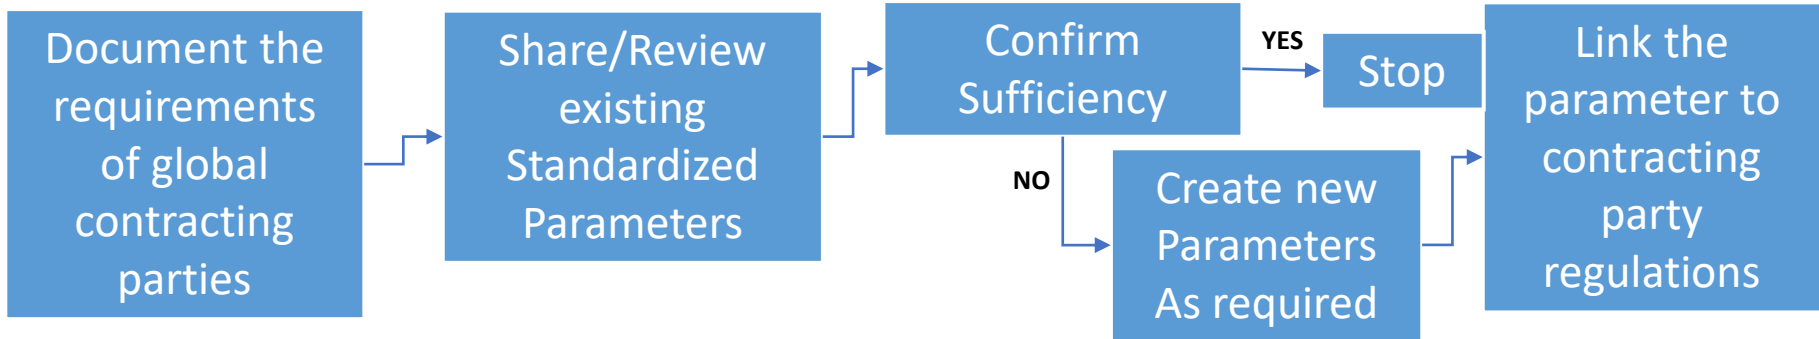 Document the
requirements
of global
contracting
parties
Share/Review
existing
Standardized
Parameters
Confirm
Sufficiency
YES
Stop
NO
Create new
Parameters
As required
Link the
parameter to
contracting
party
regulations